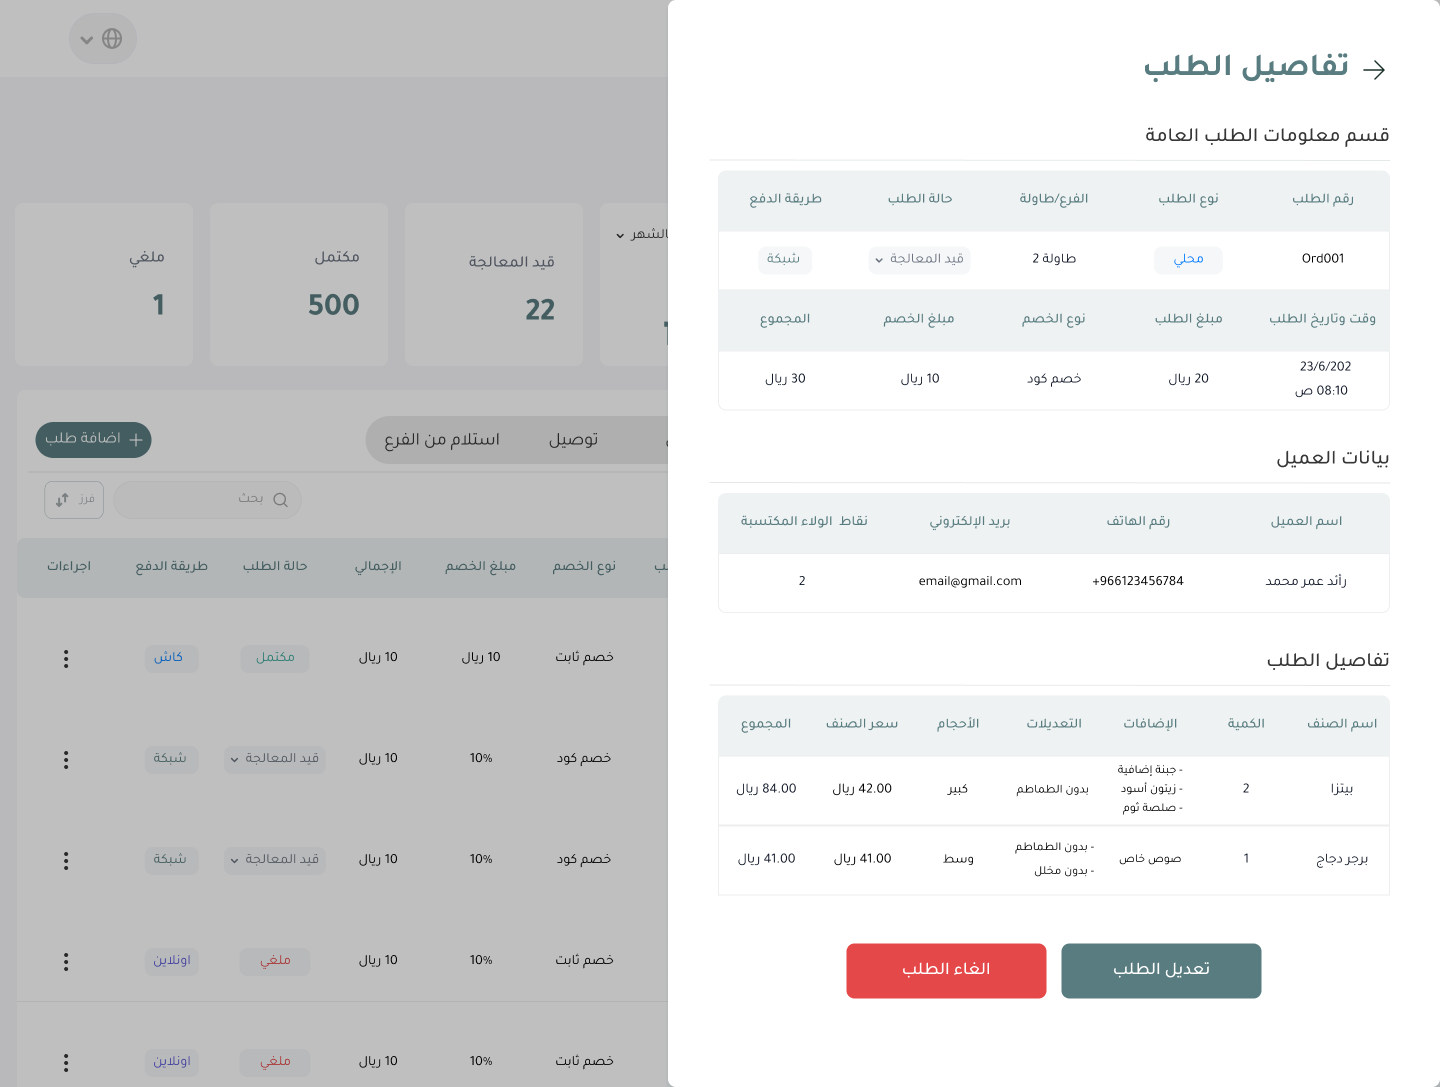 تفاصيل الطلب
قسم معلومات الطلب العامة
رقم الطلب نوع الطلب الفرع/طاولة حالة الطلب طريقة الدفع
Ord001 محلي طاولة 2 قيد المعالجة شبكة
وقت وتاريخ الطلب مبلغ الطلب نوع الخصم مبلغ الخصم المجموع
23/6/202
08:10 ص
20 ريال خصم كود 10 ريال 30 ريال
بيانات العميل
اسم العميل رقم الهاتف بريد الإلكتروني نقاط الولاء المكتسبة
رأئد عمر محمد +966123456784 email@gmail.com 2
تفاصيل الطلب
اسم الصنف الكمية الإضافات التعديلات الأحجام سعر الصنف المجموع
بيتزا 2
- جبنة إضافية
- زيتون أسود
- صلصة ثوم
بدون الطماطم كبير 42.00 ريال 84.00 ريال
برجر دجاج 1 صوص خاص
- بدون الطماطم
- بدون مخلل
وسط 41.00 ريال 41.00 ريال
تعديل الطلب الغاء الطلب
بالشهر
قيد المعالجة
22
مكتمل
500
ملغي
1
توصيل استلام من الفرع
+ اضافة طلب
بحث فرز
نوع الخصم مبلغ الخصم الإجمالي حالة الطلب طريقة الدفع اجراءات
خصم ثابت 10 ريال 10 ريال مكتمل كاش
خصم كود 10% 10 ريال قيد المعالجة شبكة
خصم كود 10% 10 ريال قيد المعالجة شبكة
خصم ثابت 10% 10 ريال ملغي اونلاين
خصم ثابت 10% 10 ريال ملغي اونلاين